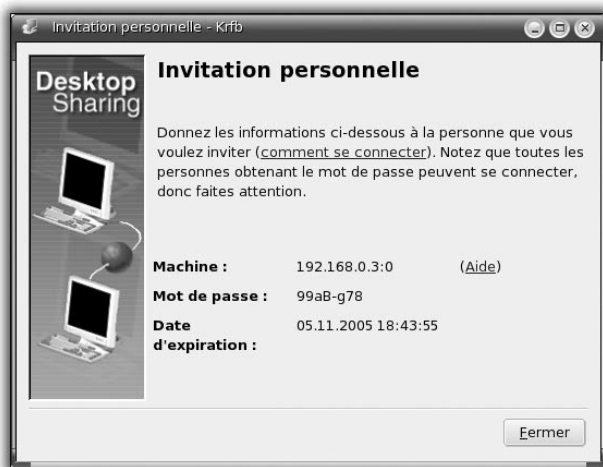 Invitation personnelle - Krfb
Desktop
Sharing
Invitation personnelle
Donnez les informations ci-dessous à la personne que vous
voulez inviter (comment se connecter). Notez que toutes les
personnes obtenant le mot de passe peuvent se connecter,
donc faites attention.
Machine : 192.168.0.3:0 (Aide)
Mot de passe : 99aB-g78
Date 05.11.2005 18:43:55
d'expiration :
Fermer